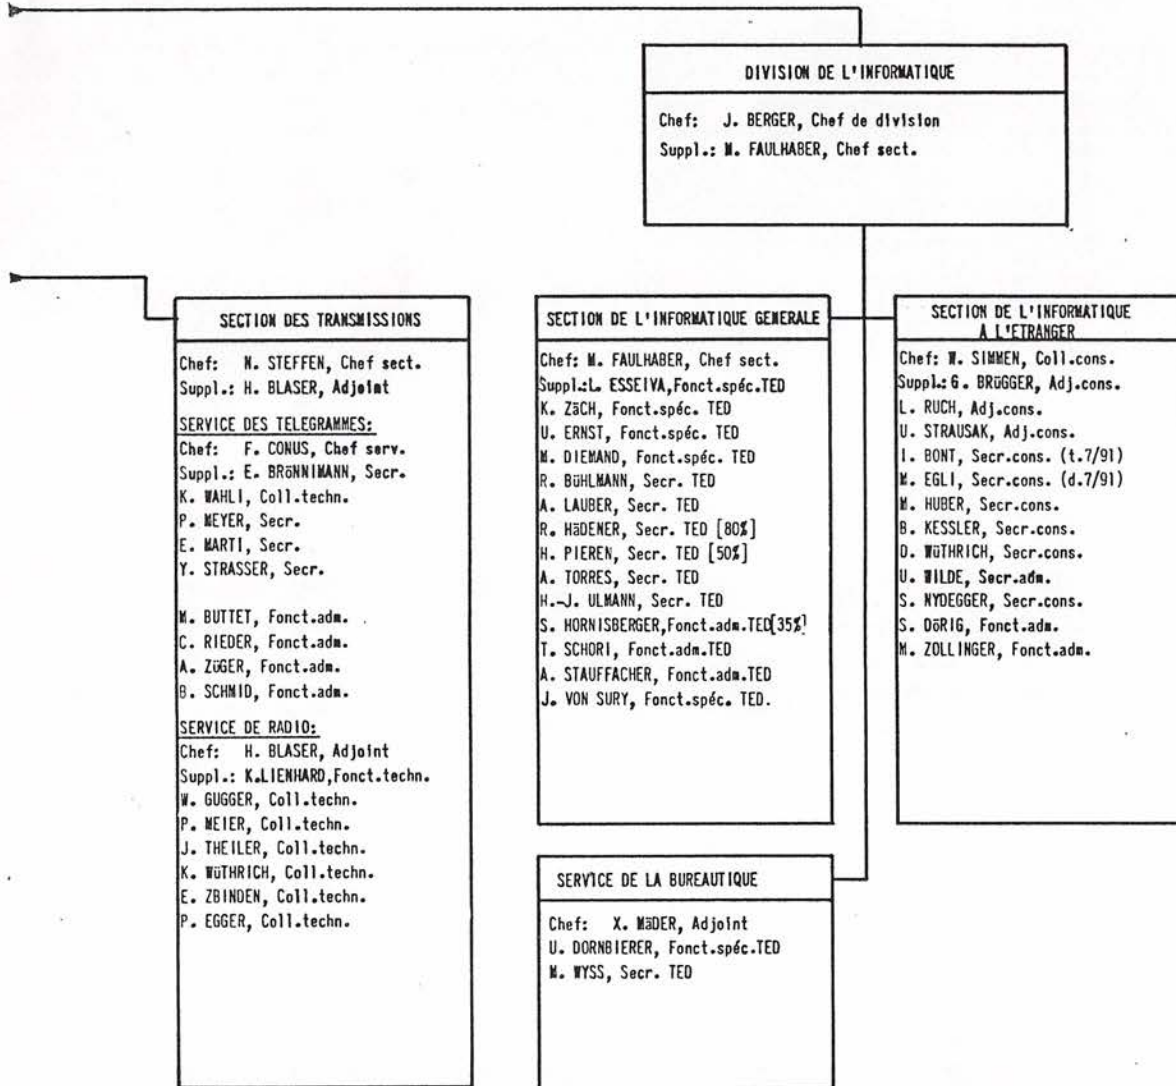 DIVISION DE L'INFORMATIQUE
Chef: J. BERGER, Chef de division
Suppl.: M. FAULHABER, Chef sect.
SECTION DES TRANSMISSIONS
Chef: N. STEFFEN, Chef sect.
Suppl.: H. BLASER, Adjoint
SERVICE DES TELEGRAMMES:
Chef: F. CONUS, Chef serv.
Suppl.: E. BRöNNIMANN, Secr.
K. WAHLI, Coll.techn.
P. MEYER, Secr.
E. MARTI, Secr.
Y. STRASSER, Secr.
M. BUTTET, Fonct.adm.
C. RIEDER, Fonct.adm.
A. ZüGER, Fonct.adm.
B. SCHMID, Fonct.adm.
SERVICE DE RADIO:
Chef: H. BLASER, Adjoint
Suppl.: K.LIENHARD,Fonct.techn.
W. GUGGER, Coll.techn.
P. MEIER, Coll.techn.
J. THEILER, Coll.techn.
K. WüTHRICH, Coll.techn.
E. ZBINDEN, Coll.techn.
P. EGGER, Coll.techn.
SECTION DE L'INFORMATIQUE GENERALE
Chef: M. FAULHABER, Chef sect.
Suppl.:L. ESSEIVA,Fonct.spéc.TED
K. ZäCH, Fonct.spéc. TED
U. ERNST, Fonct.spéc. TED
M. DIEMAND, Fonct.spéc. TED
R. BüHLMANN, Secr. TED
A. LAUBER, Secr. TED
R. HäDENER, Secr. TED [80%]
H. PIEREN, Secr. TED [50%]
A. TORRES, Secr. TED
H.-J. ULMANN, Secr. TED
S. HORNISBERGER,Fonct.adm.TED[35%]
T. SCHORI, Fonct.adm.TED
A. STAUFFACHER, Fonct.adm.TED
J. VON SURY, Fonct.spéc. TED.
SECTION DE L'INFORMATIQUE
A L'ETRANGER
Chef: W. SIMMEN, Coll.cons.
Suppl.:G. BRüGGER, Adj.cons.
L. RUCH, Adj.cons.
U. STRAUSAK, Adj.cons.
I. BONT, Secr.cons. (t.7/91)
M. EGLI, Secr.cons. (d.7/91)
M. HUBER, Secr.cons.
B. KESSLER, Secr.cons.
D. WüTHRICH, Secr.cons.
U. WILDE, Secr.adm.
S. NYDEGGER, Secr.cons.
S. DöRIG, Fonct.adm.
M. ZOLLINGER, Fonct.adm.
SERVICE DE LA BUREAUTIQUE
Chef: X. MäDER, Adjoint
U. DORNBIERER, Fonct.spéc.TED
M. WYSS, Secr. TED